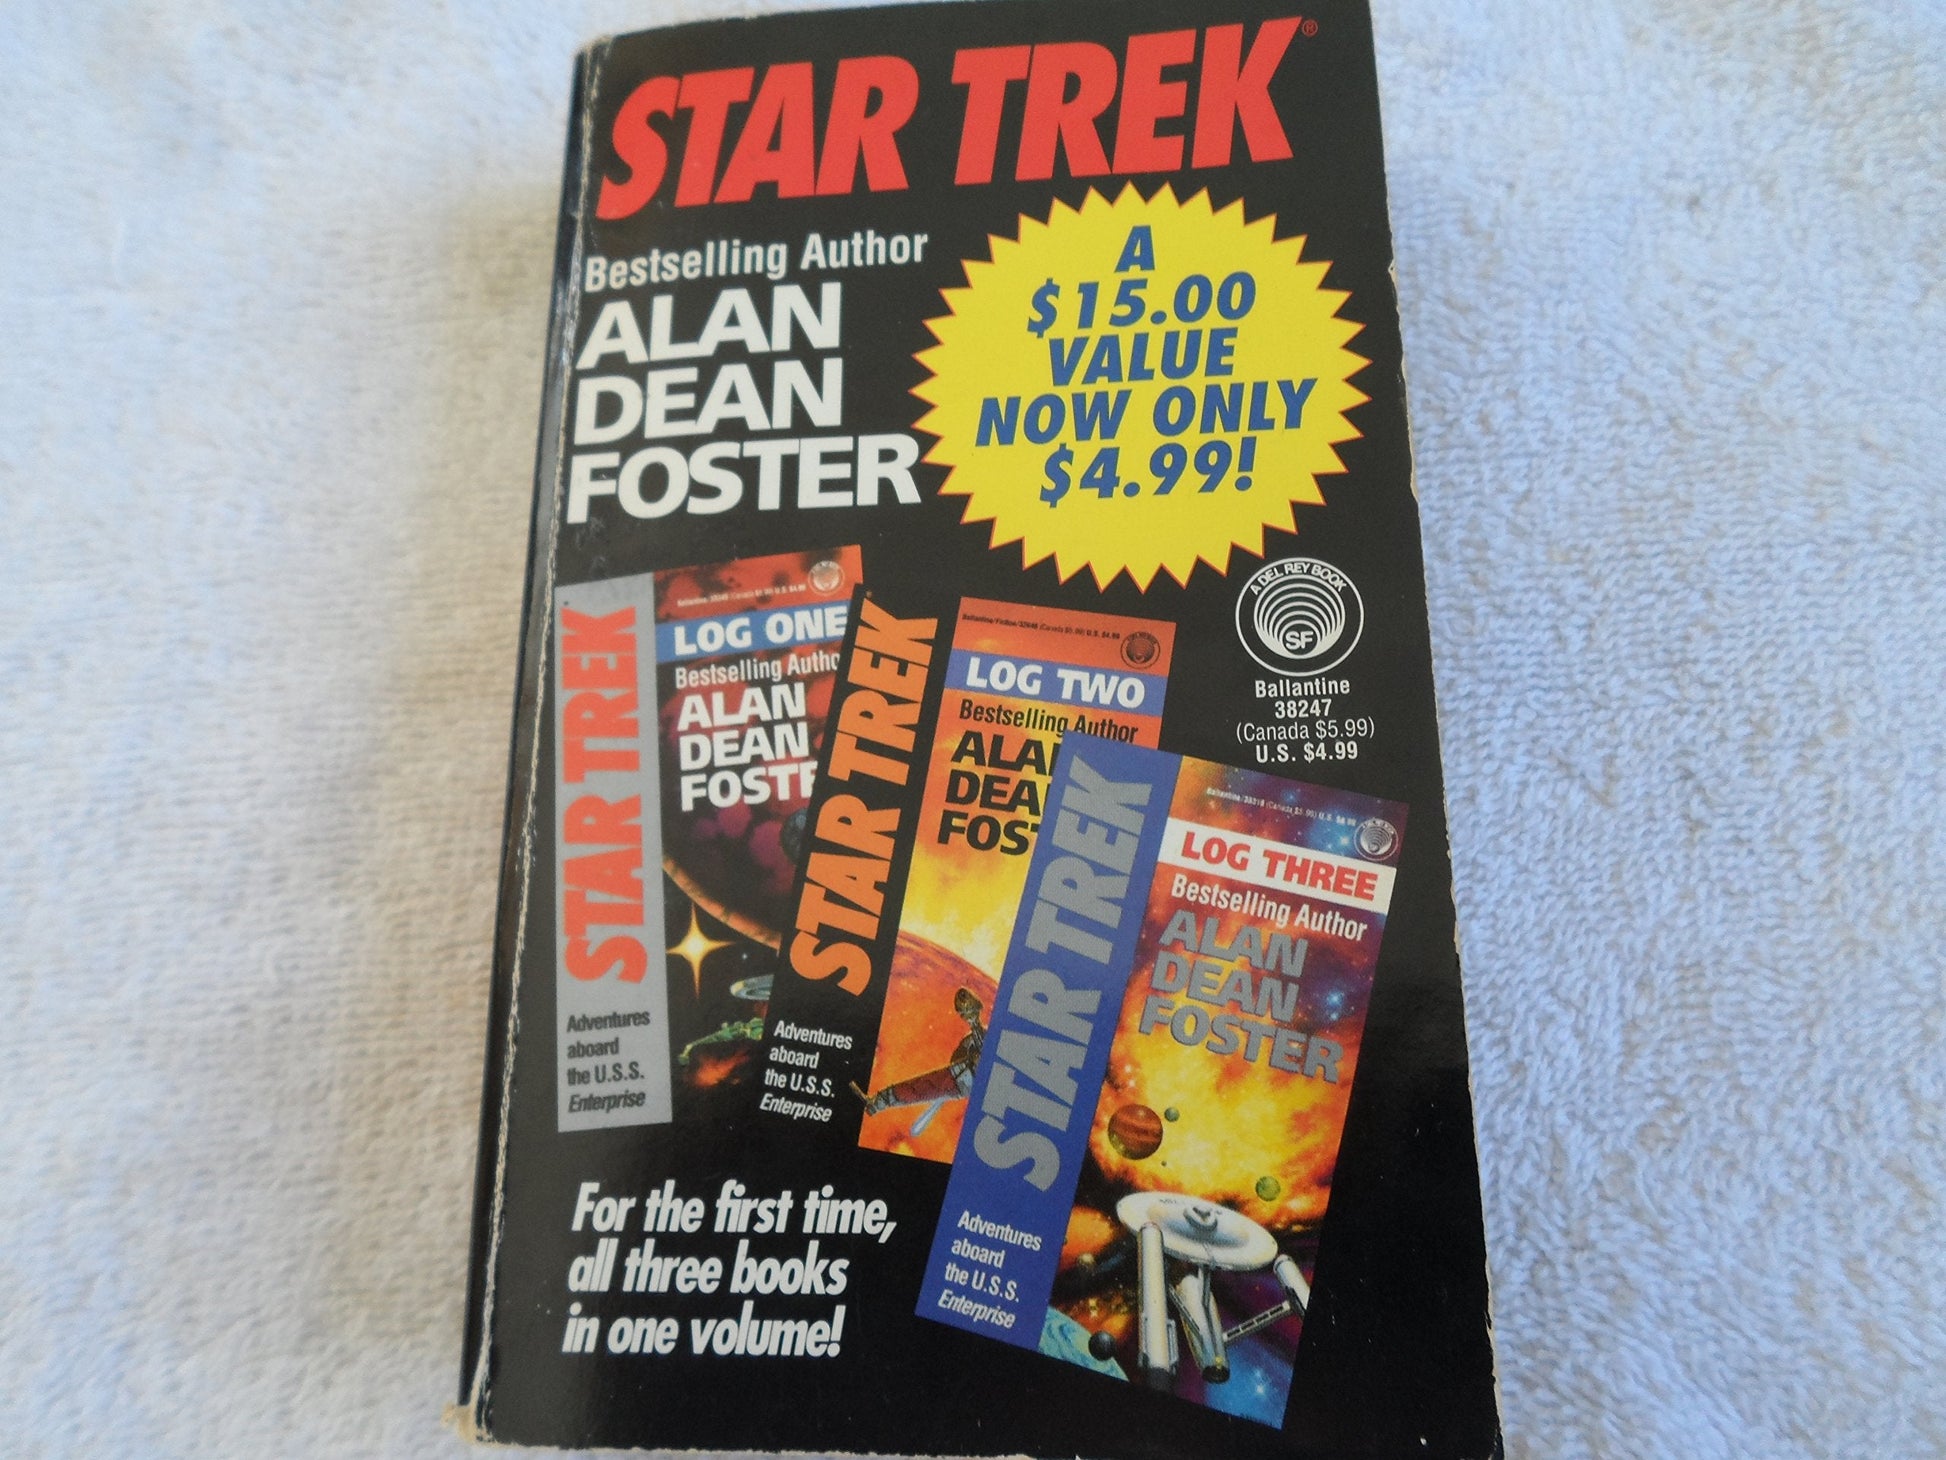 STAR TREK®
Bestselling Author
ALAN
DEAN
FOSTER
A
$15.00
VALUE
NOW ONLY
$4.99!
A DEL REY BOOK
SF
Ballantine
38247
(Canada $5.99)
U.S. $4.99
STAR TREK
Adventures
aboard
the U.S.S.
Enterprise
LOG ONE
Bestselling Autho
ALAN
DEAN
FOSTE
STAR TREK
Adventures
aboard
the U.S.S.
Enterprise
LOG TWO
Bestselling Author
ALA
DEA
FOS
STAR TREK
Adventures
aboard
the U.S.S.
Enterprise
LOG THREE
Bestselling Author
ALAN
DEAN
FOSTER
For the first time,
all three books
in one volume!